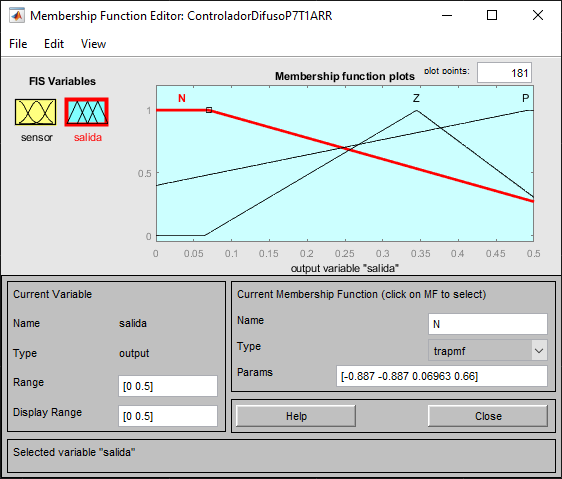 Membership Function Editor: ControladorDifusoP7T1ARR
File Edit View
FIS Variables
sensor salida
Membership function plots plot points: 181
N Z P
1
0.5
0
0 0.05 0.1 0.15 0.2 0.25 0.3 0.35 0.4 0.45 0.5
output variable "salida"
Current Variable
Name salida
Type output
Range [0 0.5]
Display Range [0 0.5]
Current Membership Function (click on MF to select)
Name N
Type trapmf
Params [-0.887 -0.887 0.06963 0.66]
Help Close
Selected variable "salida"